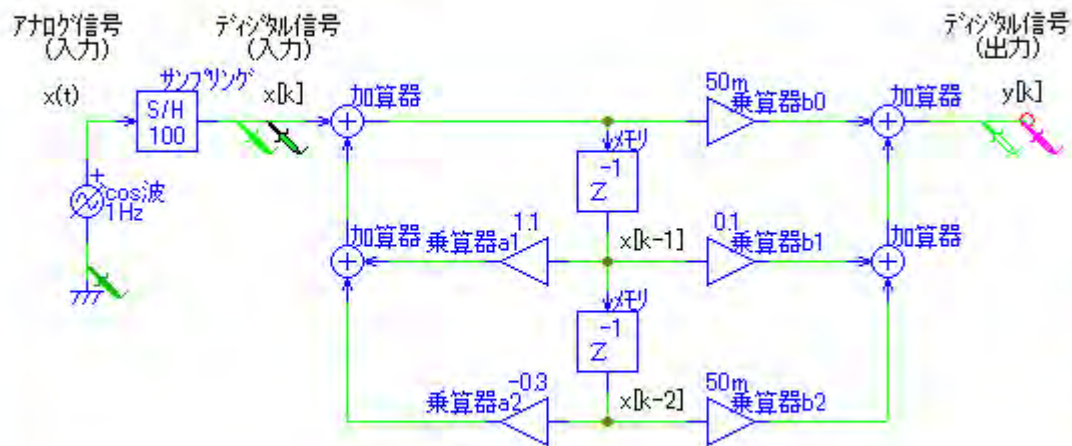 アナログ信号
(入力)
ディジタル信号
(入力)
ディジタル信号
(出力)
サンプリング
x(t)
S/H
100
x[k]
加算器
50m
乗算器b0
加算器
y[k]
メモリ
Z
-1
+
cos波
1Hz
加算器
乗算器a1
1.1
x[k-1]
0.1
乗算器b1
加算器
メモリ
Z
-1
-0.3
乗算器a2
x[k-2]
50m
乗算器b2